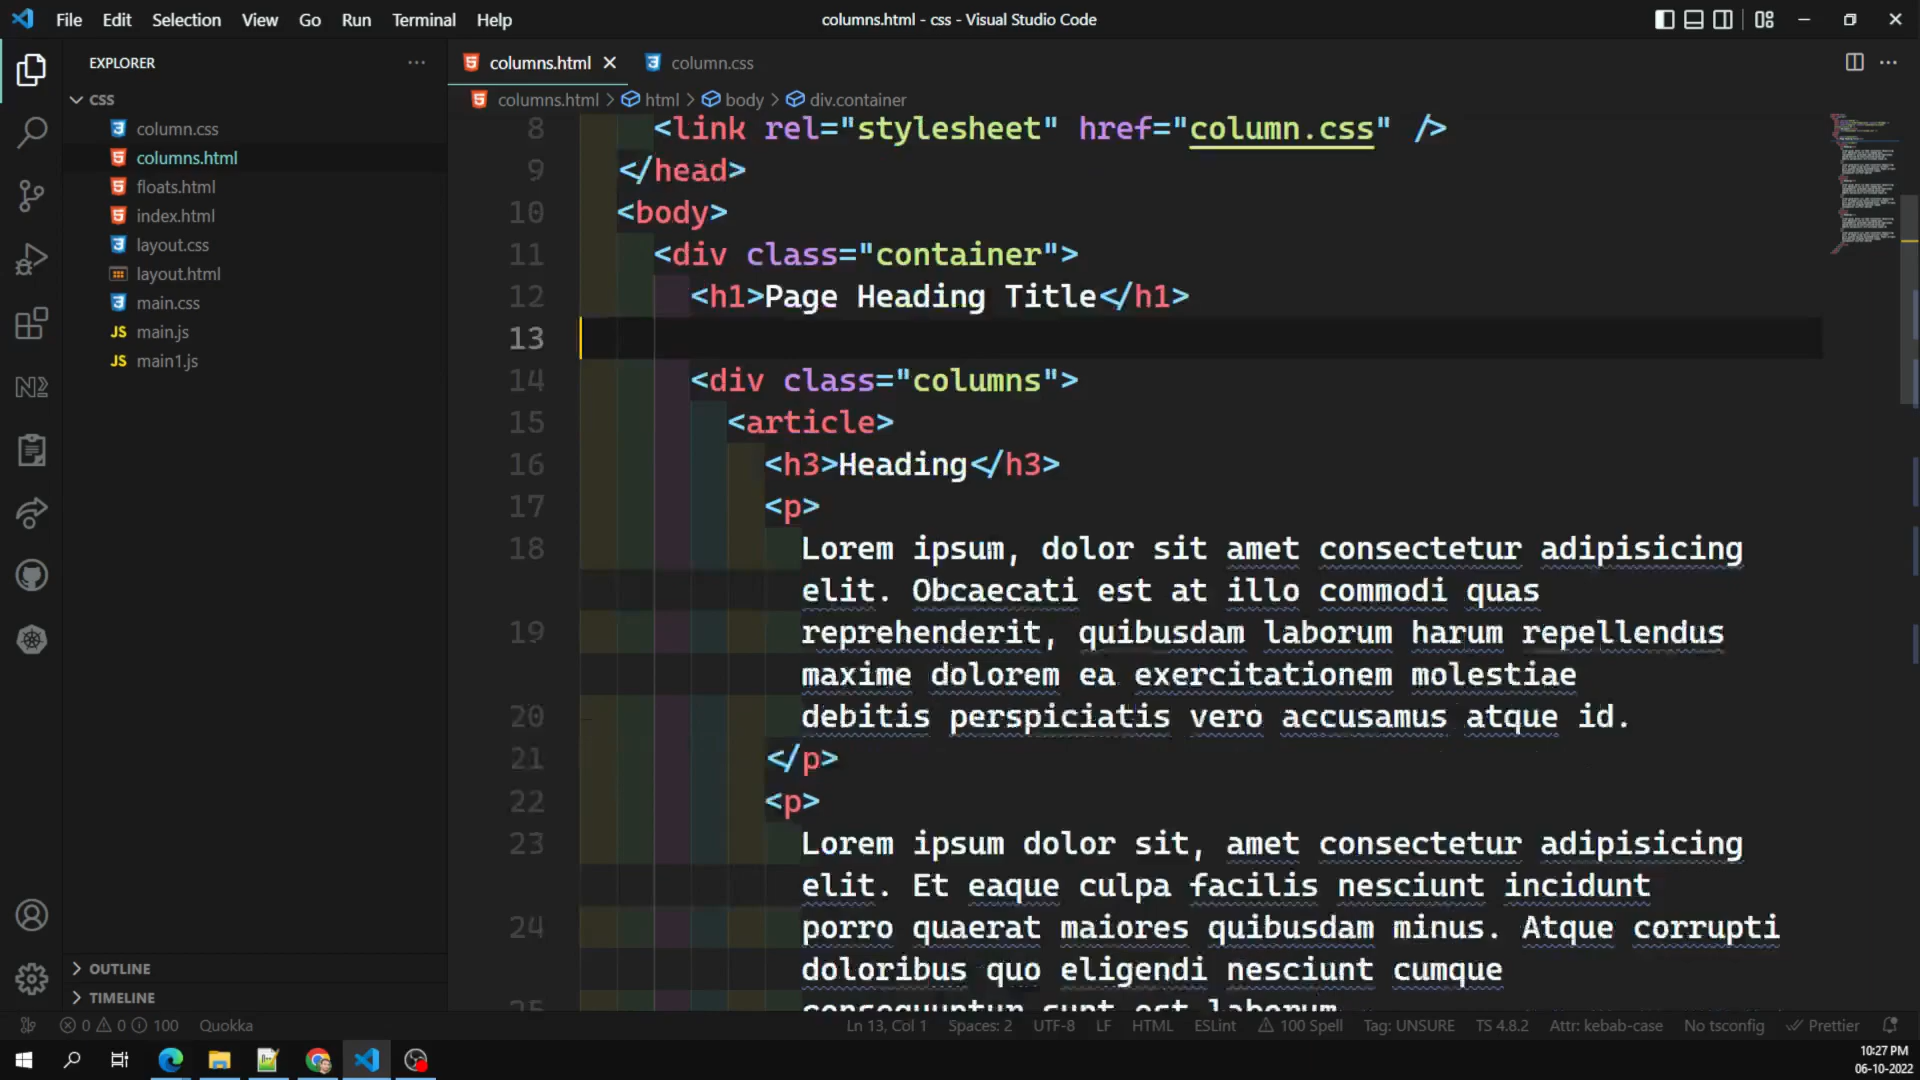 File Edit Selection View Go Run Terminal Help
columns.html - css - Visual Studio Code
EXPLORER
CSS
column.css
columns.html
floats.html
index.html
layout.css
layout.html
main.css
JS main.js
JS main1.js
OUTLINE
TIMELINE
columns.html
column.css
columns.html > html > body > div.container
8 <link rel="stylesheet" href="column.css" />
9 </head>
10 <body>
11 <div class="container">
12 <h1>Page Heading Title</h1>
13
14 <div class="columns">
15 <article>
16 <h3>Heading</h3>
17 <p>
18 Lorem ipsum, dolor sit amet consectetur adipisicing
elit. Obcaecati est at illo commodi quas
19 reprehenderit, quibusdam laborum harum repellendus
maxime dolorem ea exercitationem molestiae
20 debitis perspiciatis vero accusamus atque id.
21 </p>
22 <p>
23 Lorem ipsum dolor sit, amet consectetur adipisicing
elit. Et eaque culpa facilis nesciunt incidunt
24 porro quaerat maiores quibusdam minus. Atque corrupti
doloribus quo eligendi nesciunt cumque
25 consequuntur sunt est laborum
0 0 100 Quokka
Ln 13, Col 1 Spaces: 2 UTF-8 LF HTML ESLint 100 Spell Tag: UNSURE TS 4.8.2 Attr: kebab-case No tsconfig Prettier
10:27 PM
06-10-2022